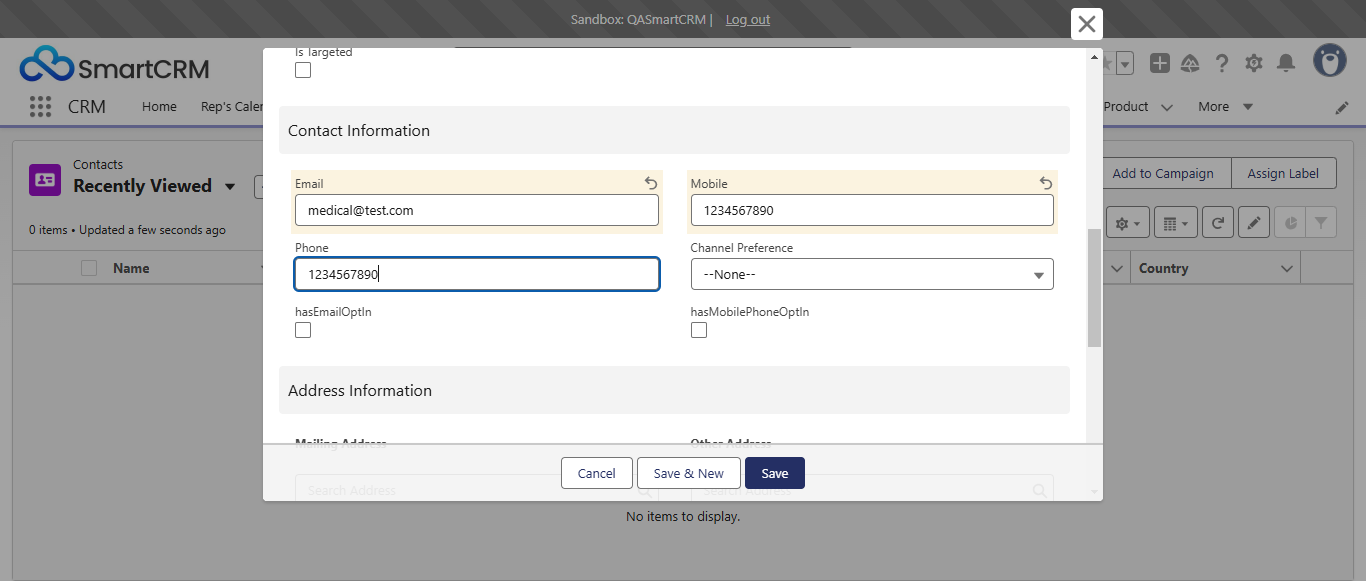 Sandbox: QASmartCRM | Log out
SmartCRM
CRM Home Rep's Caler Product More
Contacts
Recently Viewed
Add to Campaign Assign Label
0 items • Updated a few seconds ago
Name Country
Is Targeted
Contact Information
Email Mobile
medical@test.com 1234567890
Phone Channel Preference
1234567890 --None--
hasEmailOptIn hasMobilePhoneOptIn
Address Information
Mailing Address Other Address
Search Address Search Address
Cancel Save & New Save
No items to display.